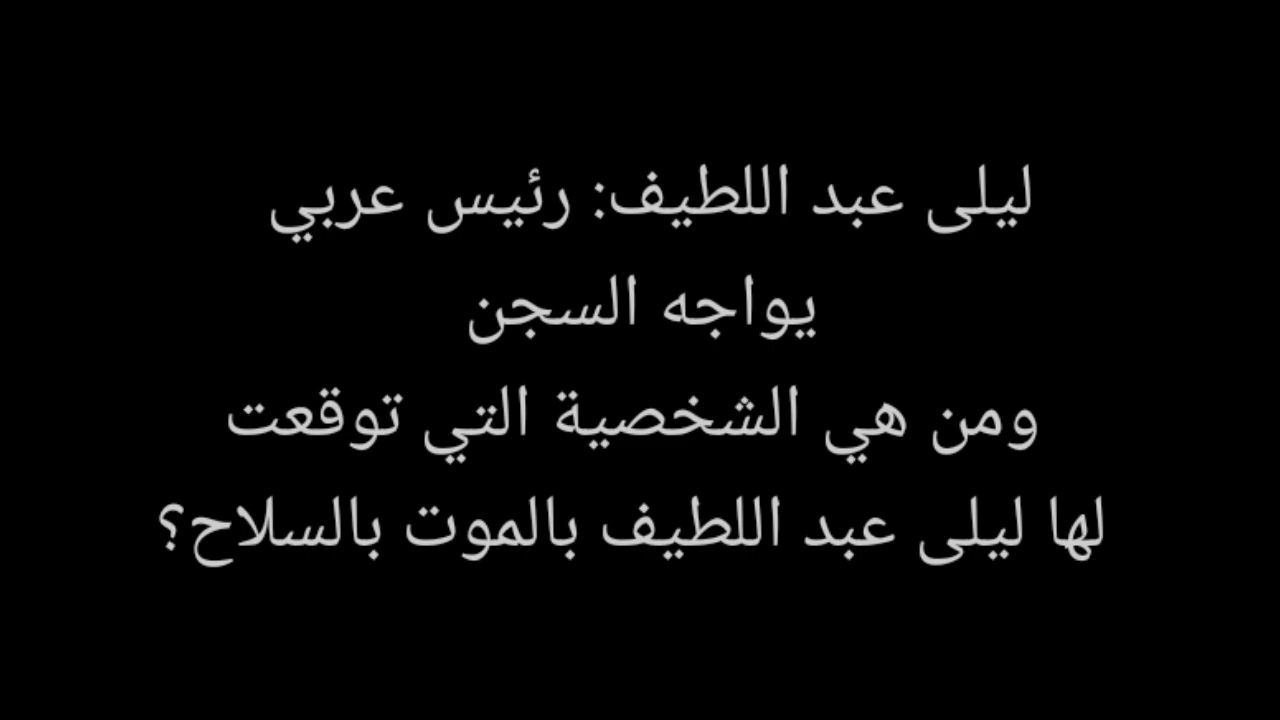 ليلى عبد اللطيف: رئيس عربي
يواجه السجن
ومن هي الشخصية التي توقعت
لها ليلى عبد اللطيف بالموت بالسلاح؟